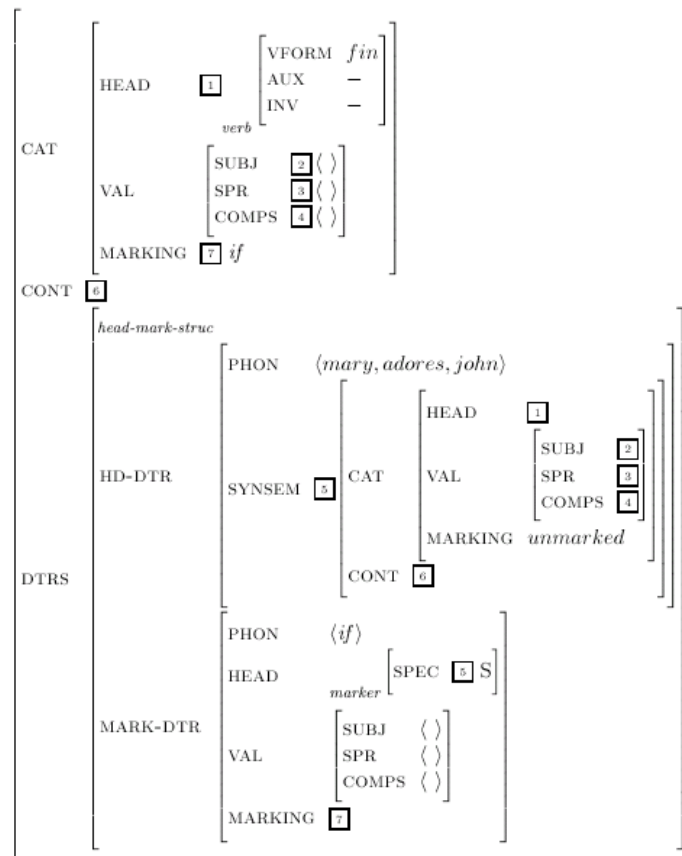 VFORM fin
HEAD 1 AUX −
INV −
verb
CAT
SUBJ 2 ⟨ ⟩
VAL SPR 3 ⟨ ⟩
COMPS 4 ⟨ ⟩
MARKING 7 if
CONT 6
head-mark-struc
PHON ⟨mary, adores, john⟩
HEAD 1
SUBJ 2
HD-DTR SYNSEM 5 CAT VAL SPR 3
COMPS 4
MARKING unmarked
CONT 6
DTRS
PHON ⟨if⟩
HEAD SPEC 5 S
marker
MARK-DTR
SUBJ ⟨ ⟩
VAL SPR ⟨ ⟩
COMPS ⟨ ⟩
MARKING 7